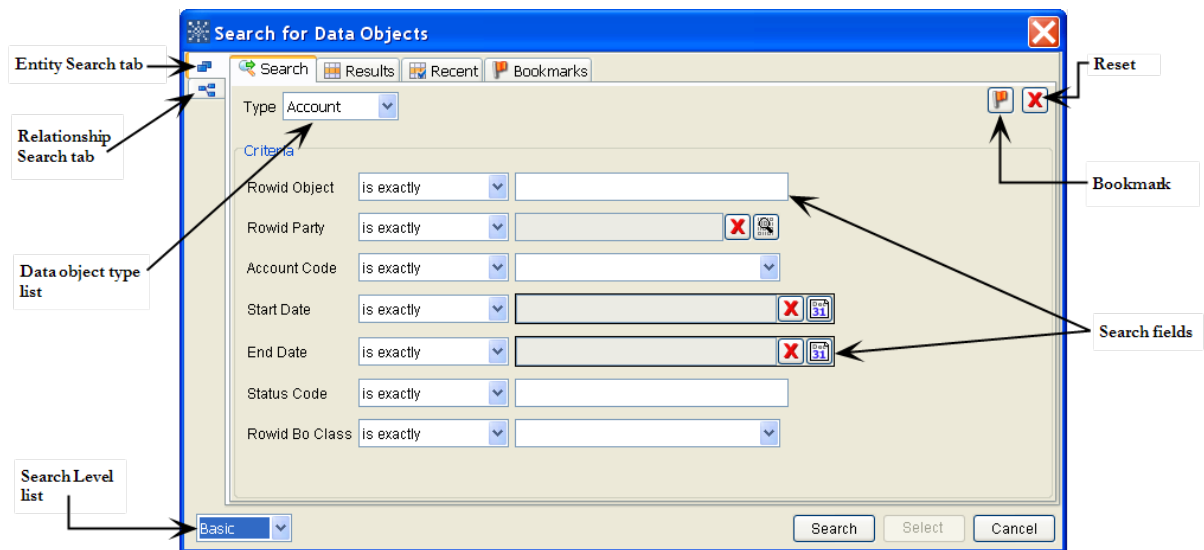 Search for Data Objects
Entity Search tab
Search
Results
Recent
Bookmarks
Reset
Type
Account
Relationship
Search tab
Criteria
Rowid Object
is exactly
Bookmark
Rowid Party
is exactly
Data object type
list
Account Code
is exactly
Start Date
is exactly
31
Search fields
End Date
is exactly
31
Status Code
is exactly
Rowid Bo Class
is exactly
Search Level
list
Basic
Search
Select
Cancel